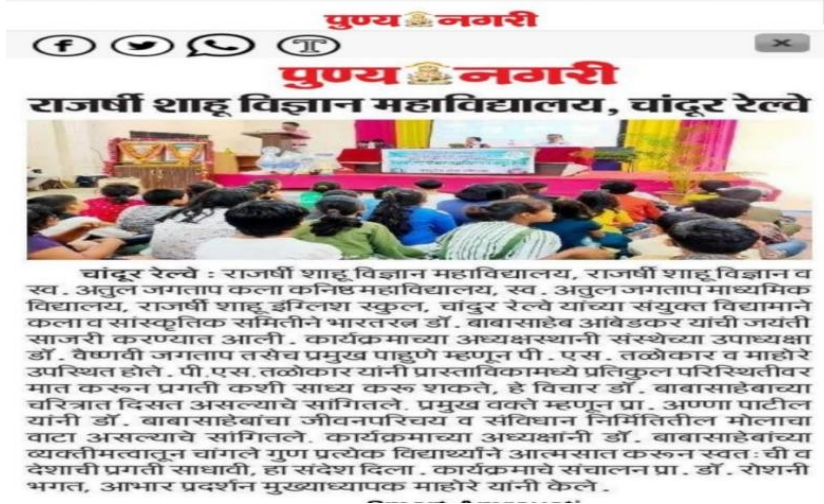 पुण्य नगरी
पुण्य नगरी
राजर्षी शाहू विज्ञान महाविद्यालय, चांदूर रेल्वे
चांदूर रेल्वे : राजर्षी शाहू विज्ञान महाविद्यालय, राजर्षी शाहू विज्ञान व
स्व. अतुल जगताप कला कनिष्ठ महाविद्यालय, स्व. अतुल जगताप माध्यमिक
विद्यालय, राजर्षी शाहू इंग्लिश स्कुल, चांदुर रेल्वे यांच्या संयुक्त विद्यामाने
कला व सांस्कृतिक समितीने भारतरत्न डॉ. बाबासाहेब आंबेडकर यांची जयंती
साजरी करण्यात आली. कार्यक्रमाच्या अध्यक्षस्थानी संस्थेच्या उपाध्यक्षा
डॉ. वैष्णवी जगताप तसेच प्रमुख पाहुणे म्हणून पी. एस. तळोकार व माहोरे
उपस्थित होते. पी.एस. तळोकार यांनी प्रास्ताविकामध्ये प्रतिकुल परिस्थितीवर
मात करून प्रगती कशी साध्य करू शकते, हे विचार डॉ. बाबासाहेबाच्या
चरित्रात दिसत असल्याचे सांगितले. प्रमुख वक्ते म्हणून प्रा. अण्णा पाटील
यांनी डॉ. बाबासाहेबांचा जीवनपरिचय व संविधान निर्मितितील मोलाचा
वाटा असल्याचे सांगितले. कार्यक्रमाच्या अध्यक्षांनी डॉ. बाबासाहेबांच्या
व्यक्तीमत्वातून चांगले गुण प्रत्येक विद्यार्थ्याने आत्मसात करून स्वतःची व
देशाची प्रगती साधावी, हा संदेश दिला. कार्यक्रमाचे संचालन प्रा. डॉ. रोशनी
भगत, आभार प्रदर्शन मुख्याध्यापक माहोरे यांनी केले.